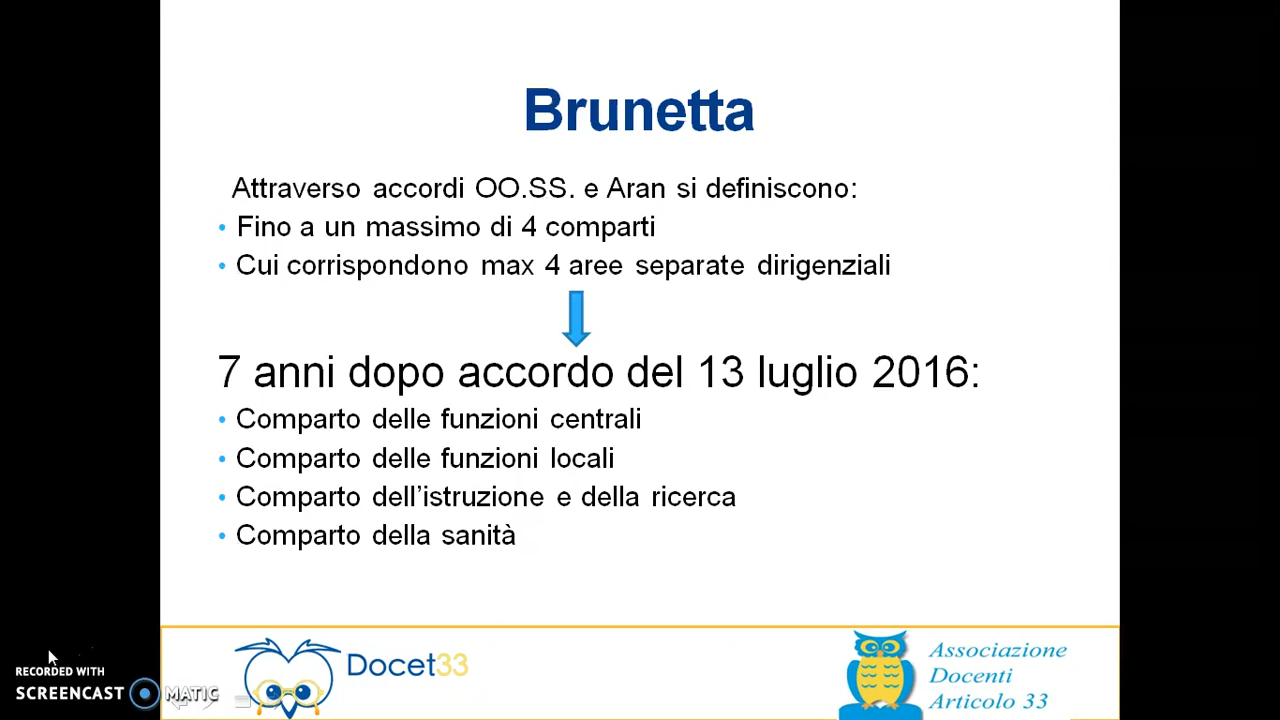 Brunetta
Attraverso accordi OO.SS. e Aran si definiscono:
• Fino a un massimo di 4 comparti
• Cui corrispondono max 4 aree separate dirigenziali
7 anni dopo accordo del 13 luglio 2016:
• Comparto delle funzioni centrali
• Comparto delle funzioni locali
• Comparto dell’istruzione e della ricerca
• Comparto della sanità
Docet33
Associazione
Docenti
Articolo 33
RECORDED WITH
SCREENCAST MATIC